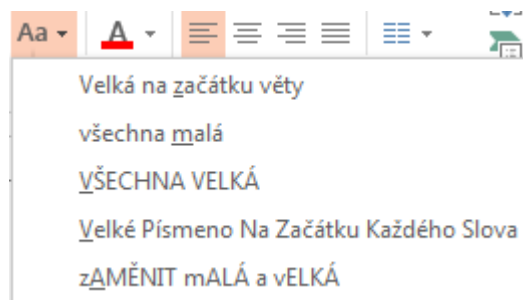 Aa A
Velká na začátku věty
všechna malá
VŠECHNA VELKÁ
Velké Písmeno Na Začátku Každého Slova
zAMĚNIT mALÁ a vELKÁ